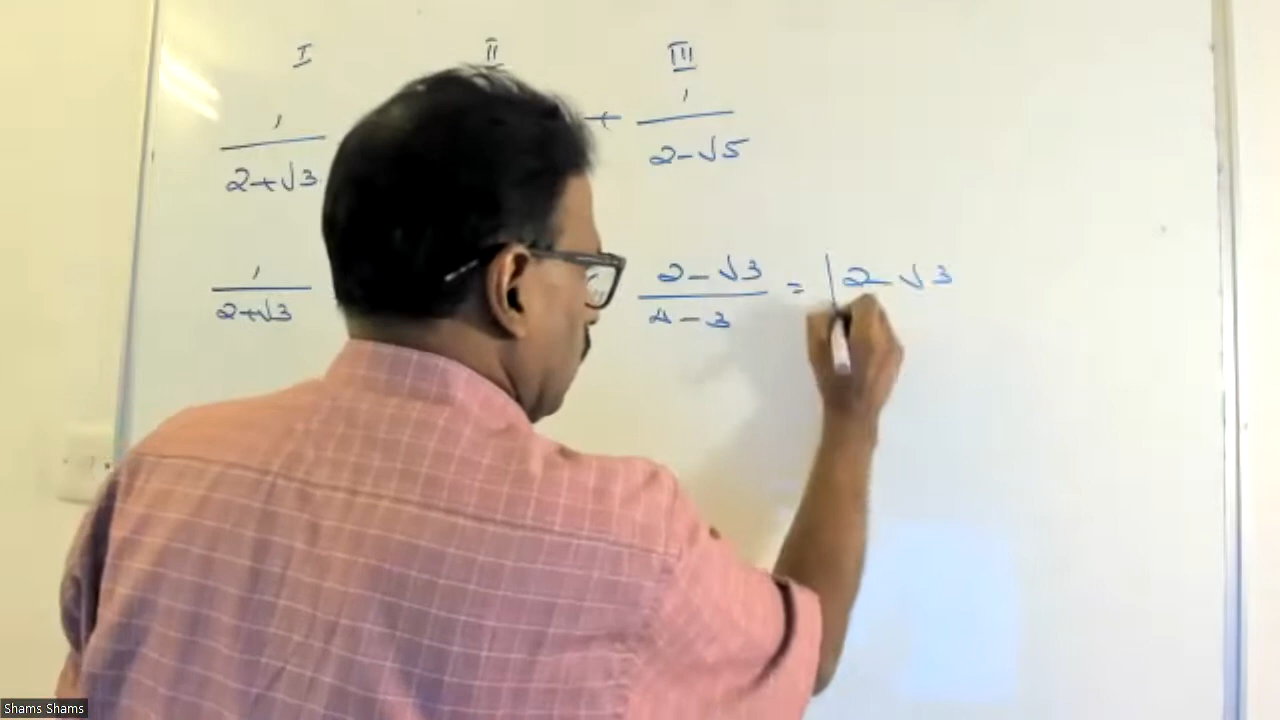 I II III
1/(2+√3) + 1/(2-√5)
1/(2+√3) (2-√3)/(4-3) = 2-√3
Shams Shams